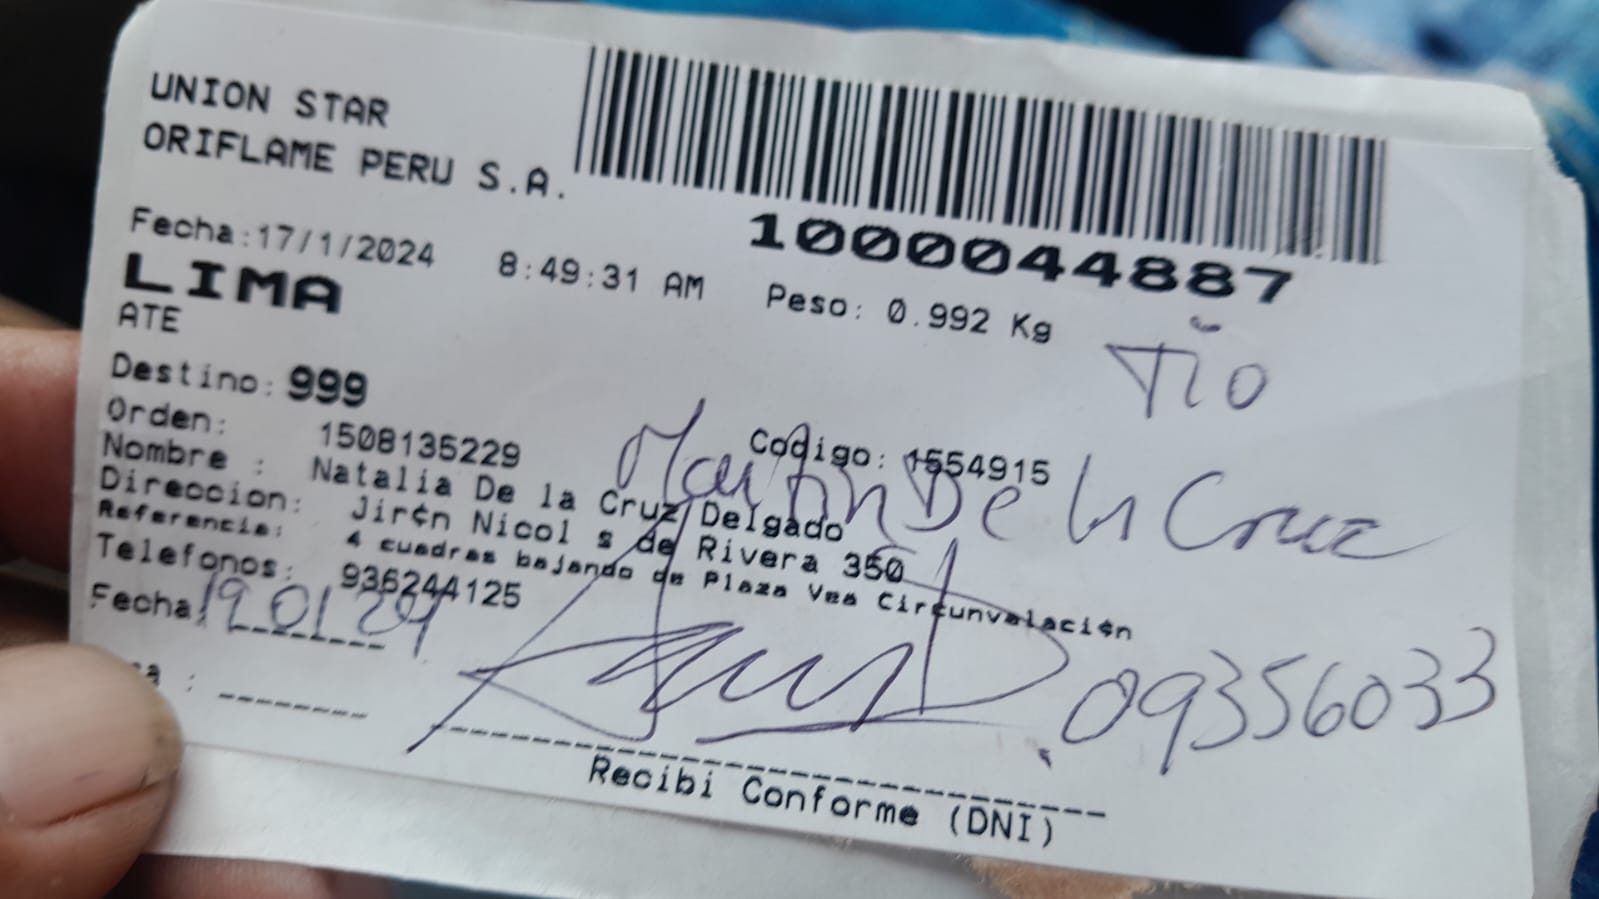 UNION STAR
ORIFLAME PERU S.A.
1000044887
Fecha:17/1/2024 8:49:31 AM Peso: 0.992 Kg
LIMA
ATE
TIO
Destino: 999
Orden: 1508135229 Codigo: 1554915
Nombre : Natalia De la Cruz Delgado
Martin De la Cruz
Direccion: Jir¢n Nicol s de Rivera 350
Referencia: 4 cuadras bajando de Plaza Vea Circunvalaci¢n
Telefonos: 936244125
Fecha: 19 01 24
09356033
a : --------
Recibi Conforme (DNI)